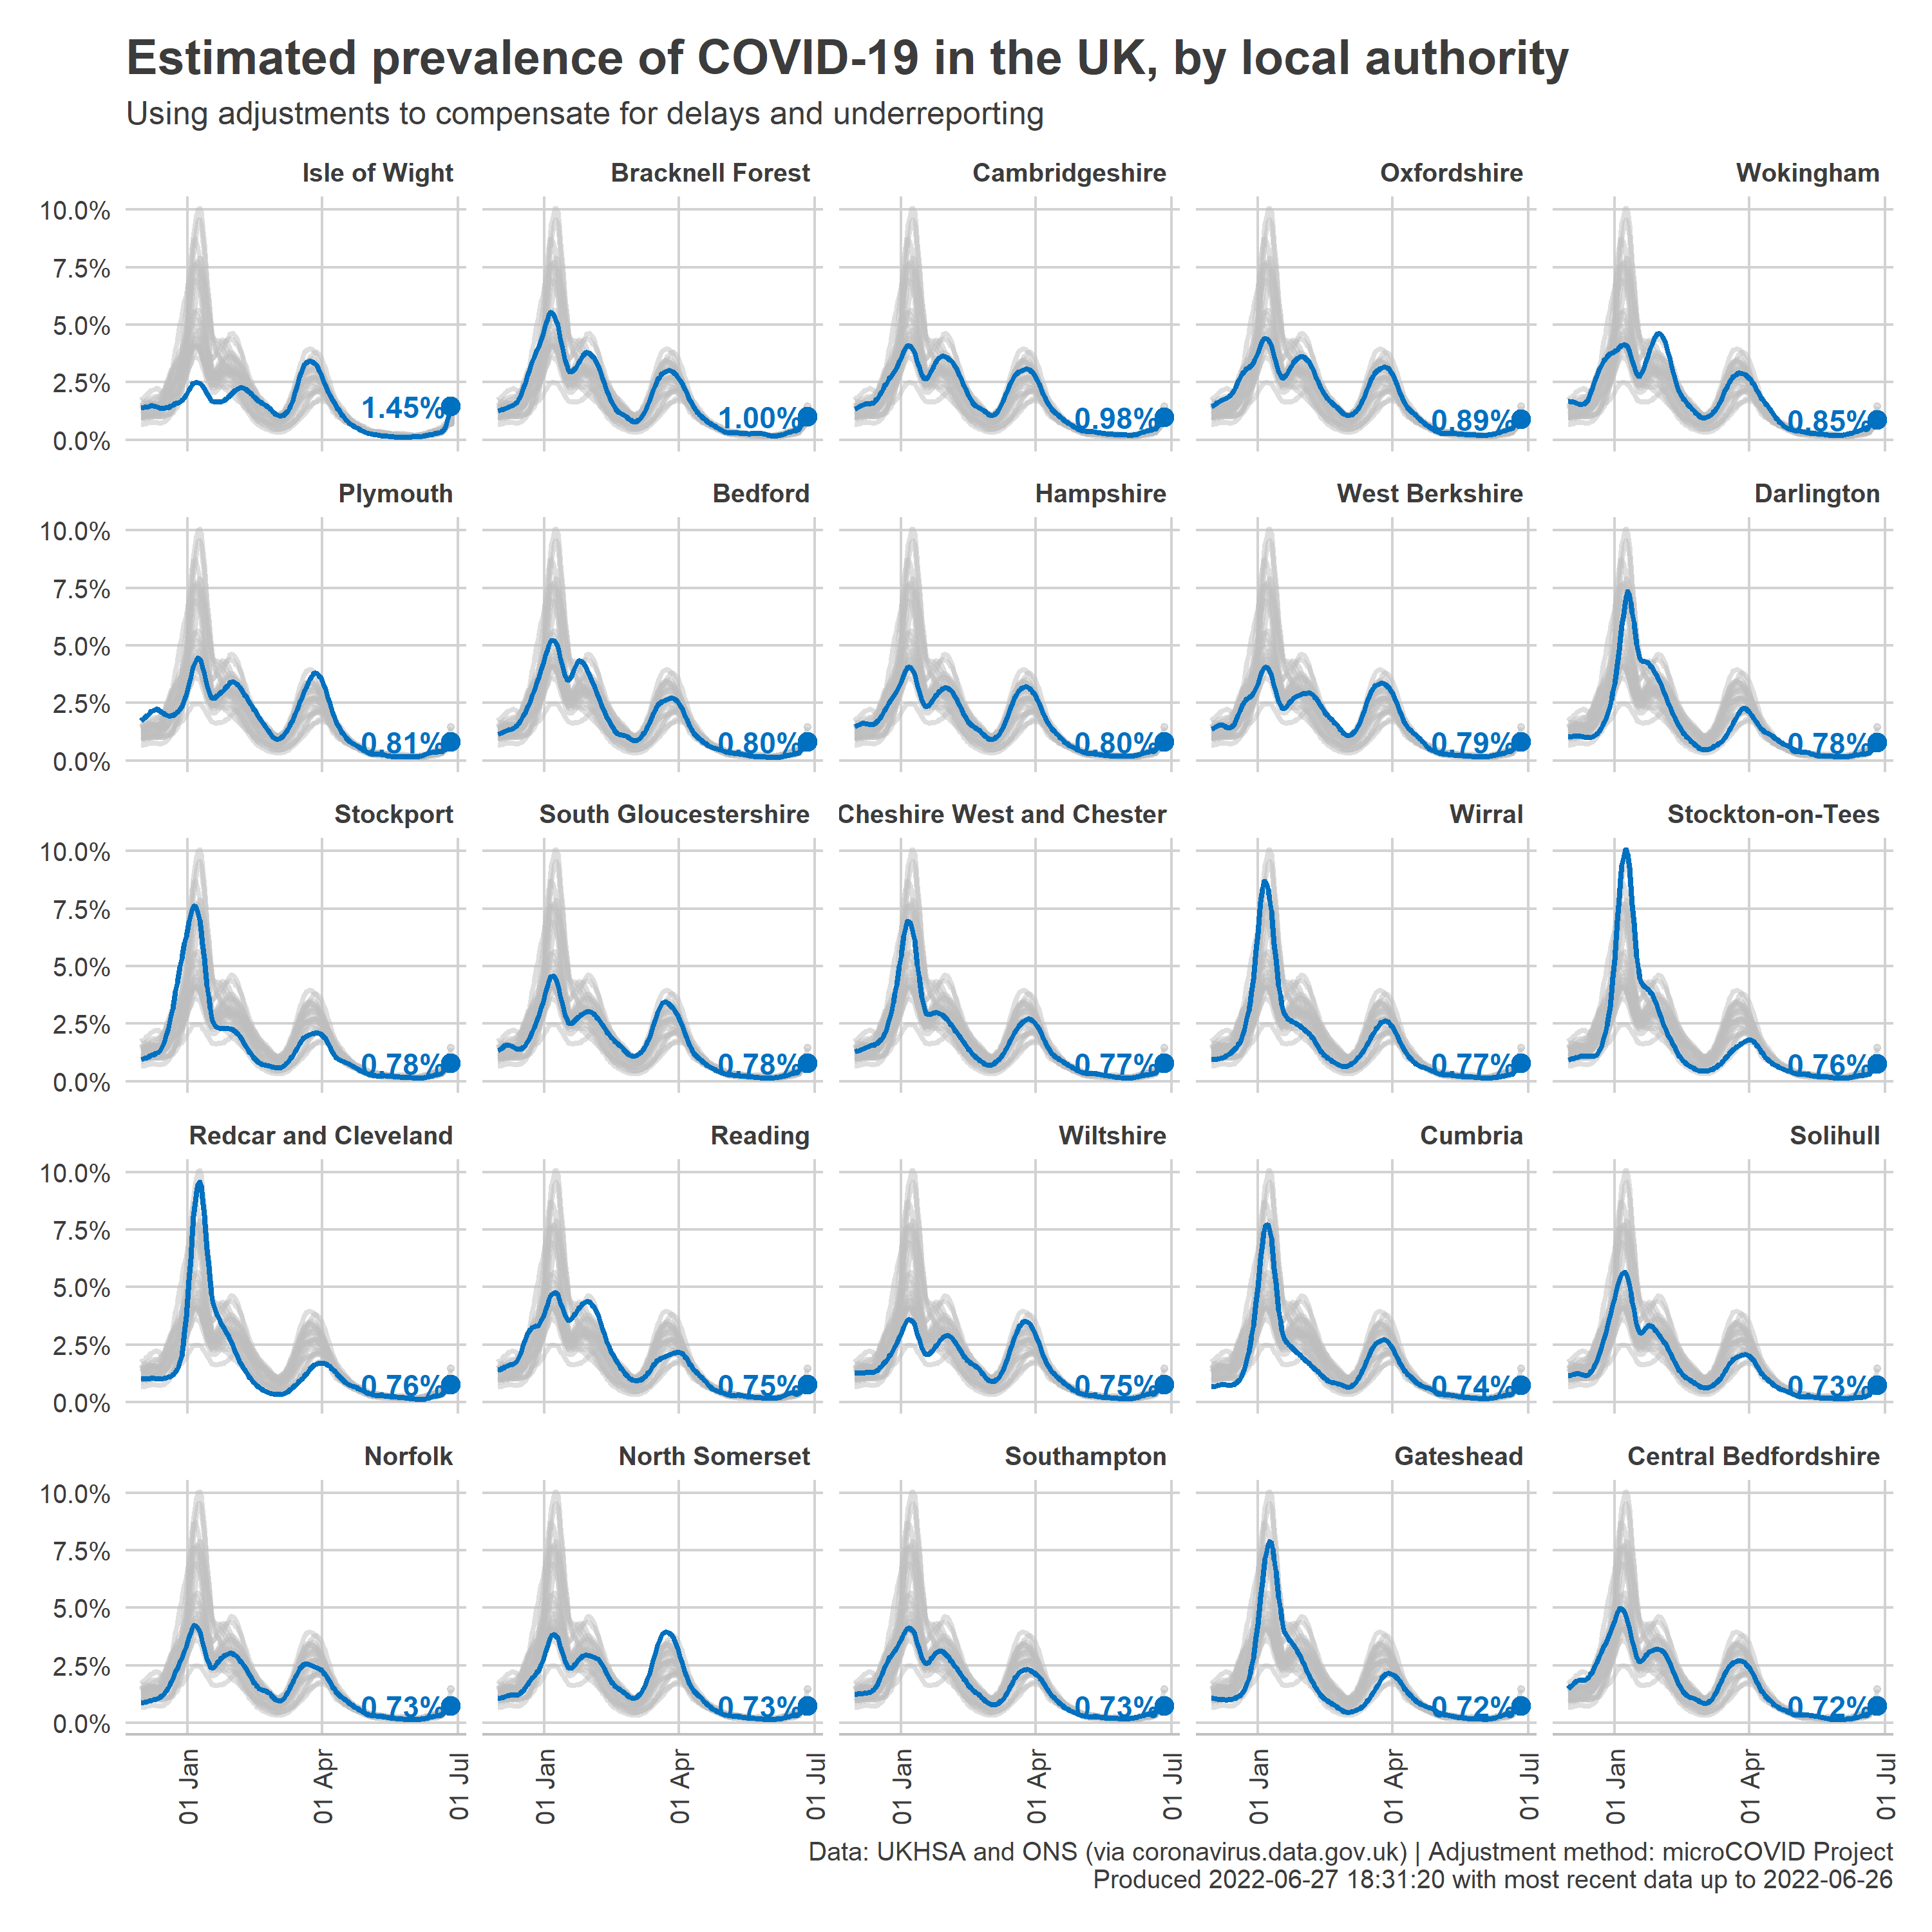 Estimated prevalence of COVID-19 in the UK, by local authority
Using adjustments to compensate for delays and underreporting
Isle of Wight Bracknell Forest Cambridgeshire Oxfordshire Wokingham
10.0%
7.5%
5.0%
2.5%
0.0%
1.45% 1.00% 0.98% 0.89% 0.85%
Plymouth Bedford Hampshire West Berkshire Darlington
10.0%
7.5%
5.0%
2.5%
0.0%
0.81% 0.80% 0.80% 0.79% 0.78%
Stockport South Gloucestershire Cheshire West and Chester Wirral Stockton-on-Tees
10.0%
7.5%
5.0%
2.5%
0.0%
0.78% 0.78% 0.77% 0.77% 0.76%
Redcar and Cleveland Reading Wiltshire Cumbria Solihull
10.0%
7.5%
5.0%
2.5%
0.0%
0.76% 0.75% 0.75% 0.74% 0.73%
Norfolk North Somerset Southampton Gateshead Central Bedfordshire
10.0%
7.5%
5.0%
2.5%
0.0%
0.73% 0.73% 0.73% 0.72% 0.72%
01 Jan 01 Apr 01 Jul 01 Jan 01 Apr 01 Jul 01 Jan 01 Apr 01 Jul 01 Jan 01 Apr 01 Jul 01 Jan 01 Apr 01 Jul
Data: UKHSA and ONS (via coronavirus.data.gov.uk) | Adjustment method: microCOVID Project
Produced 2022-06-27 18:31:20 with most recent data up to 2022-06-26